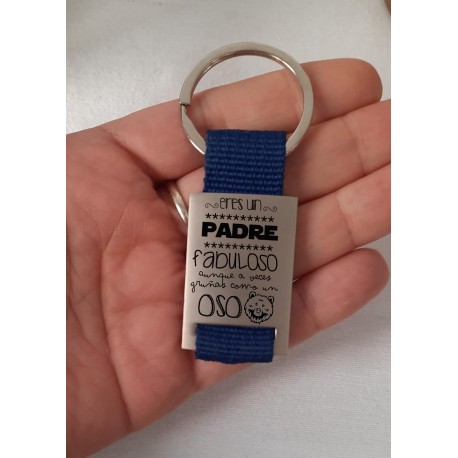 eres un
PADRE
fabuloso
aunque a veces
gruñas como un
oso